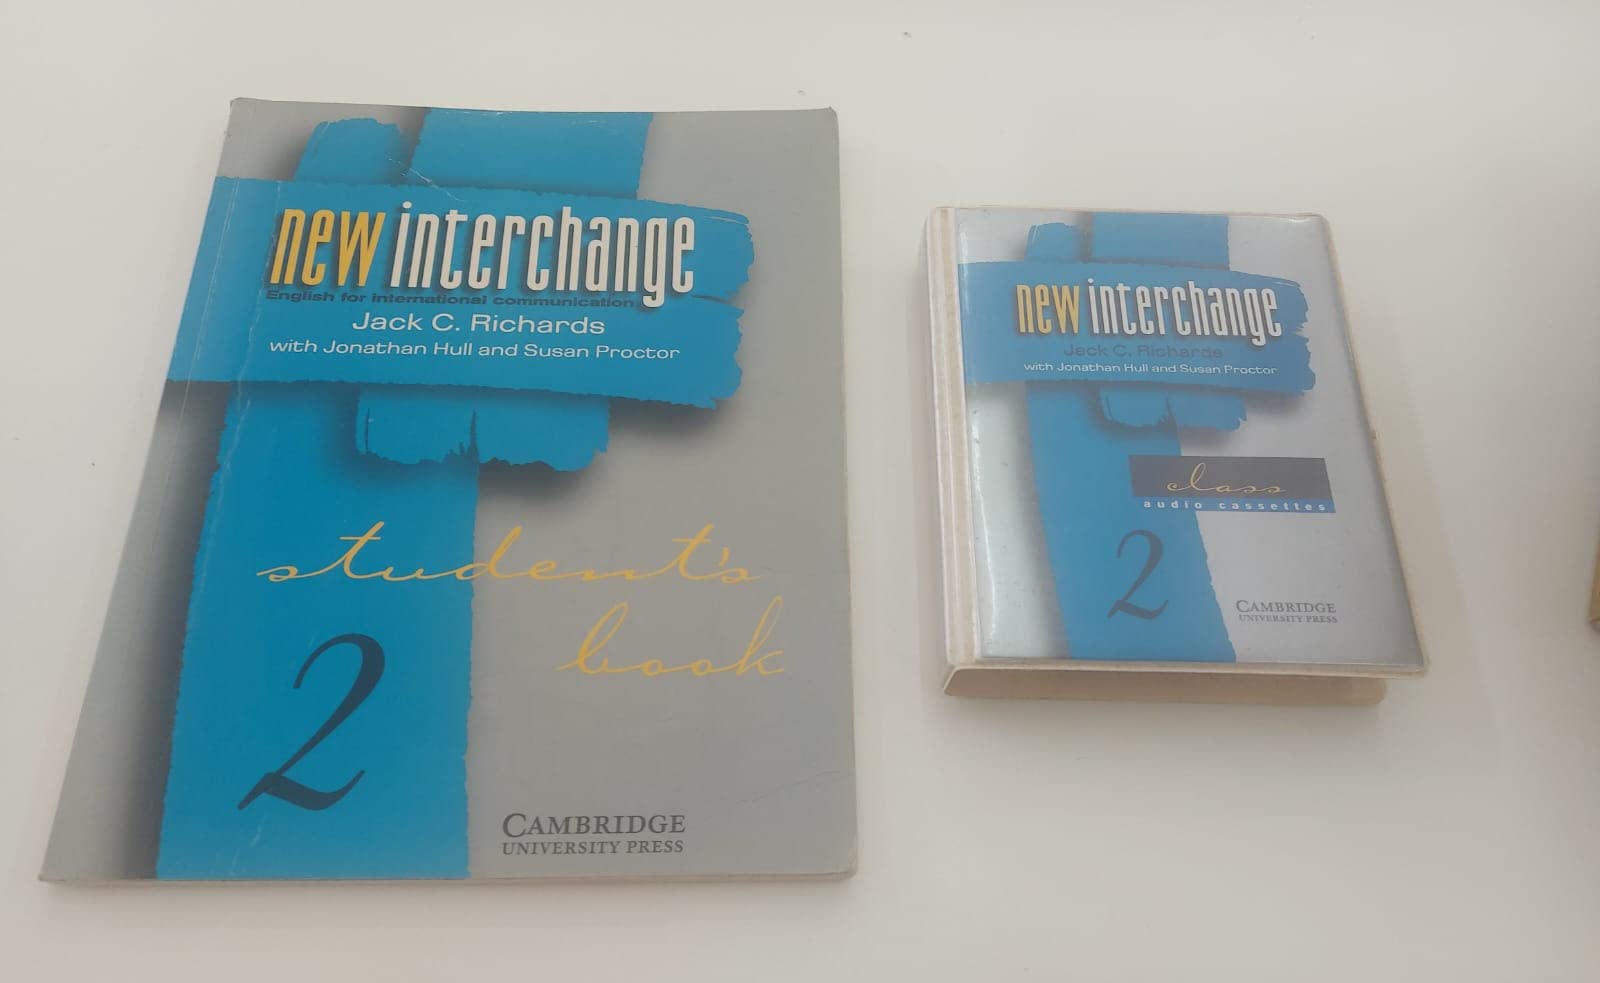 new interchange
English for international communication
Jack C. Richards
with Jonathan Hull and Susan Proctor
student's
book
2
CAMBRIDGE
UNIVERSITY PRESS
new interchange
Jack C. Richards
with Jonathan Hull and Susan Proctor
class
audio cassettes
2
CAMBRIDGE
UNIVERSITY PRESS